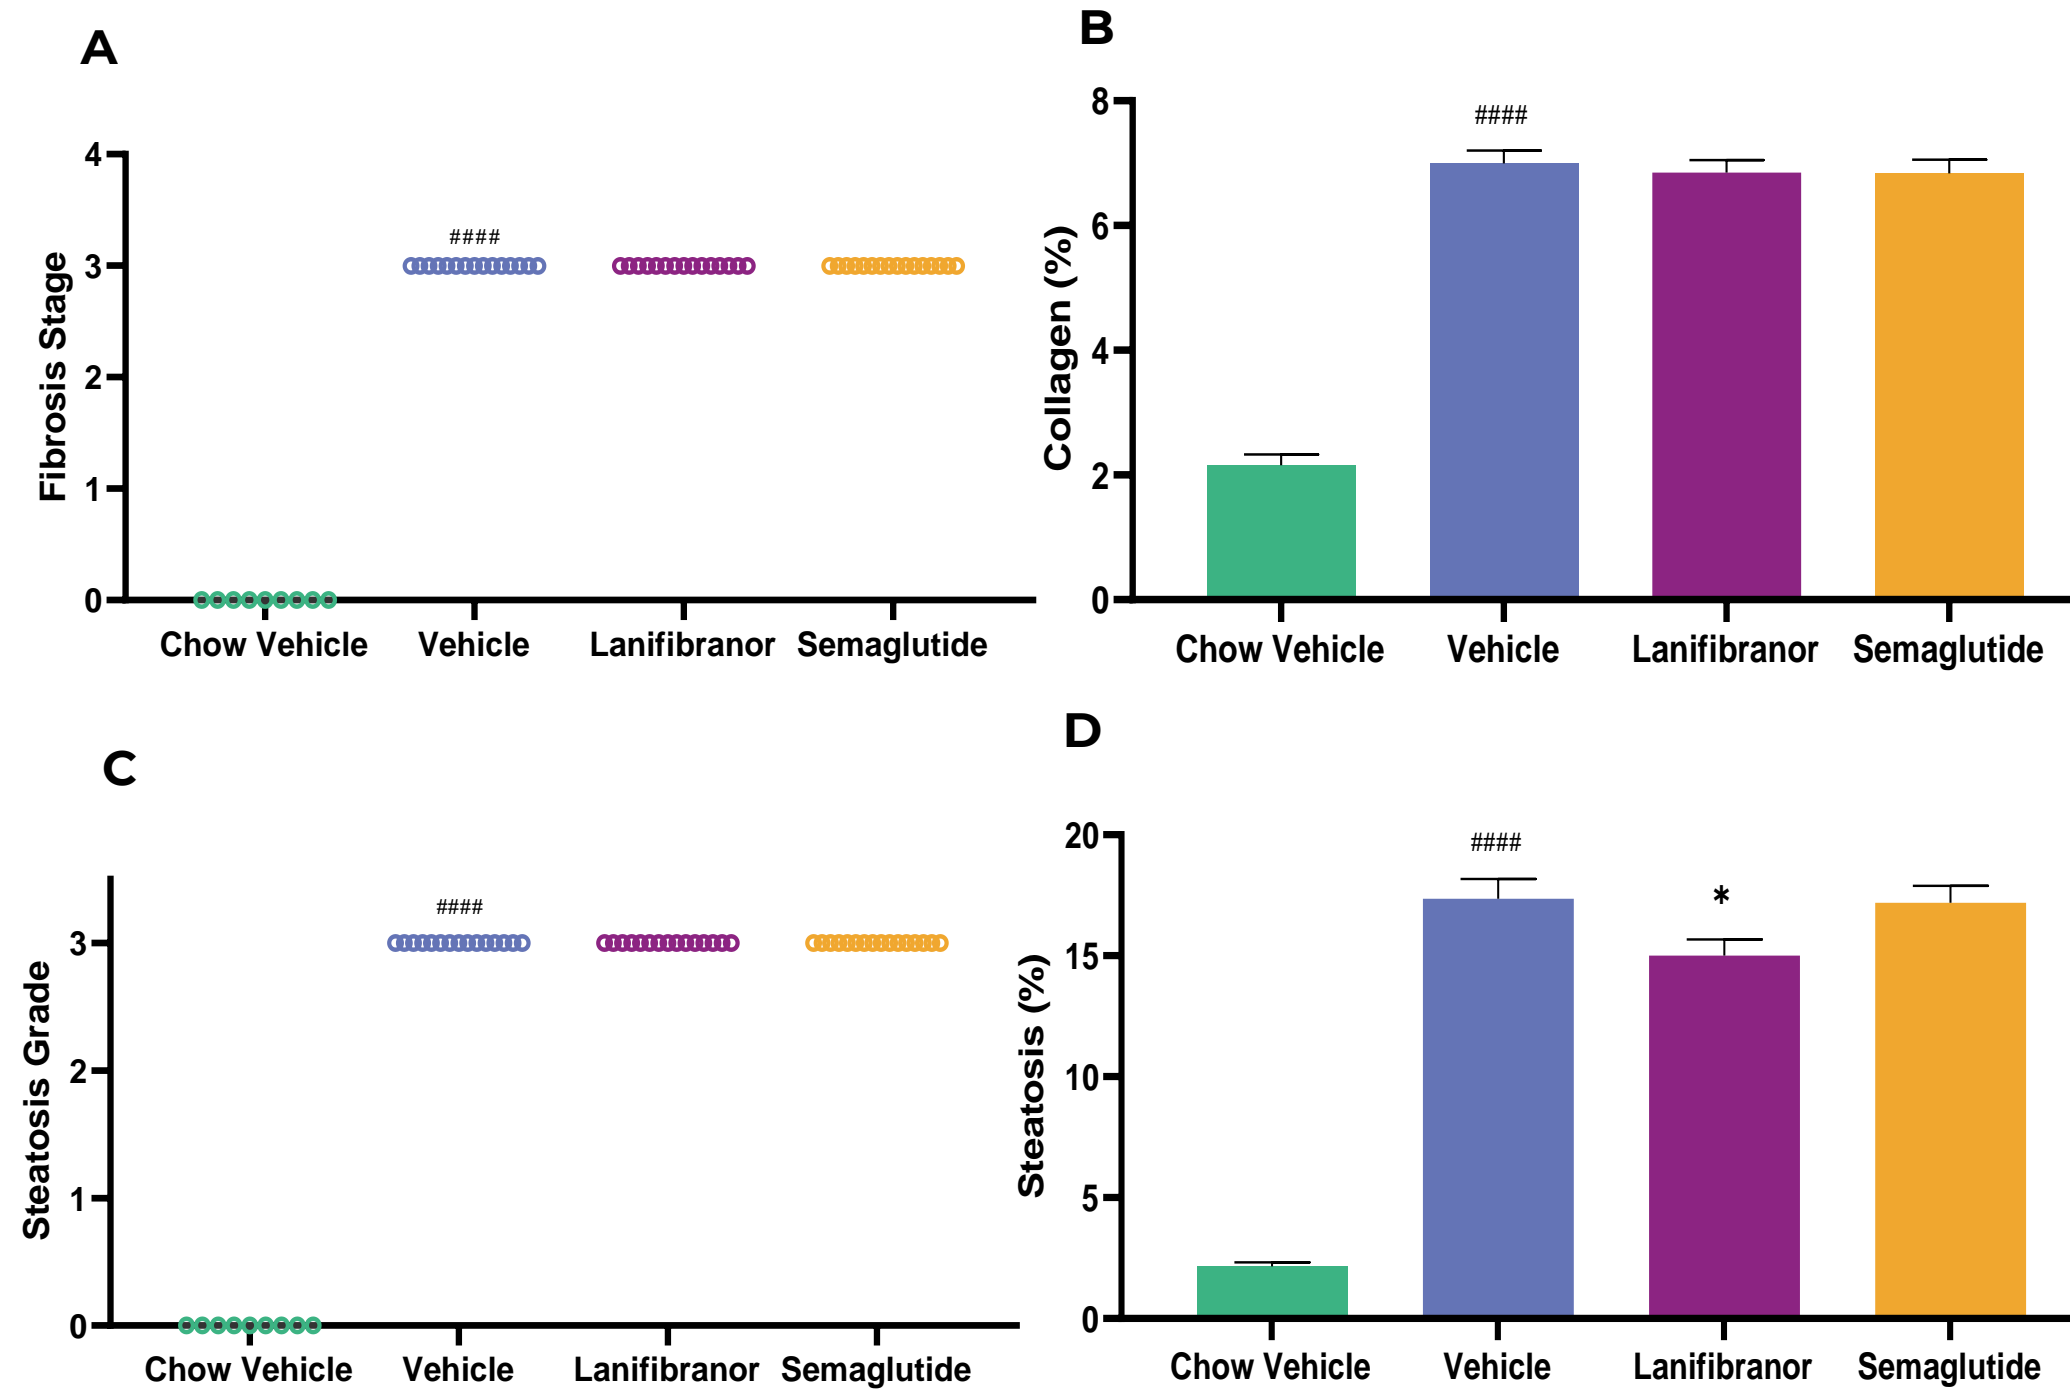 A
Fibrosis Stage
4
3
2
1
0
####
Chow Vehicle Vehicle Lanifibranor Semaglutide
B
Collagen (%)
8
6
4
2
0
####
Chow Vehicle Vehicle Lanifibranor Semaglutide
C
Steatosis Grade
3
2
1
0
####
Chow Vehicle Vehicle Lanifibranor Semaglutide
D
Steatosis (%)
20
15
10
5
0
####
*
Chow Vehicle Vehicle Lanifibranor Semaglutide